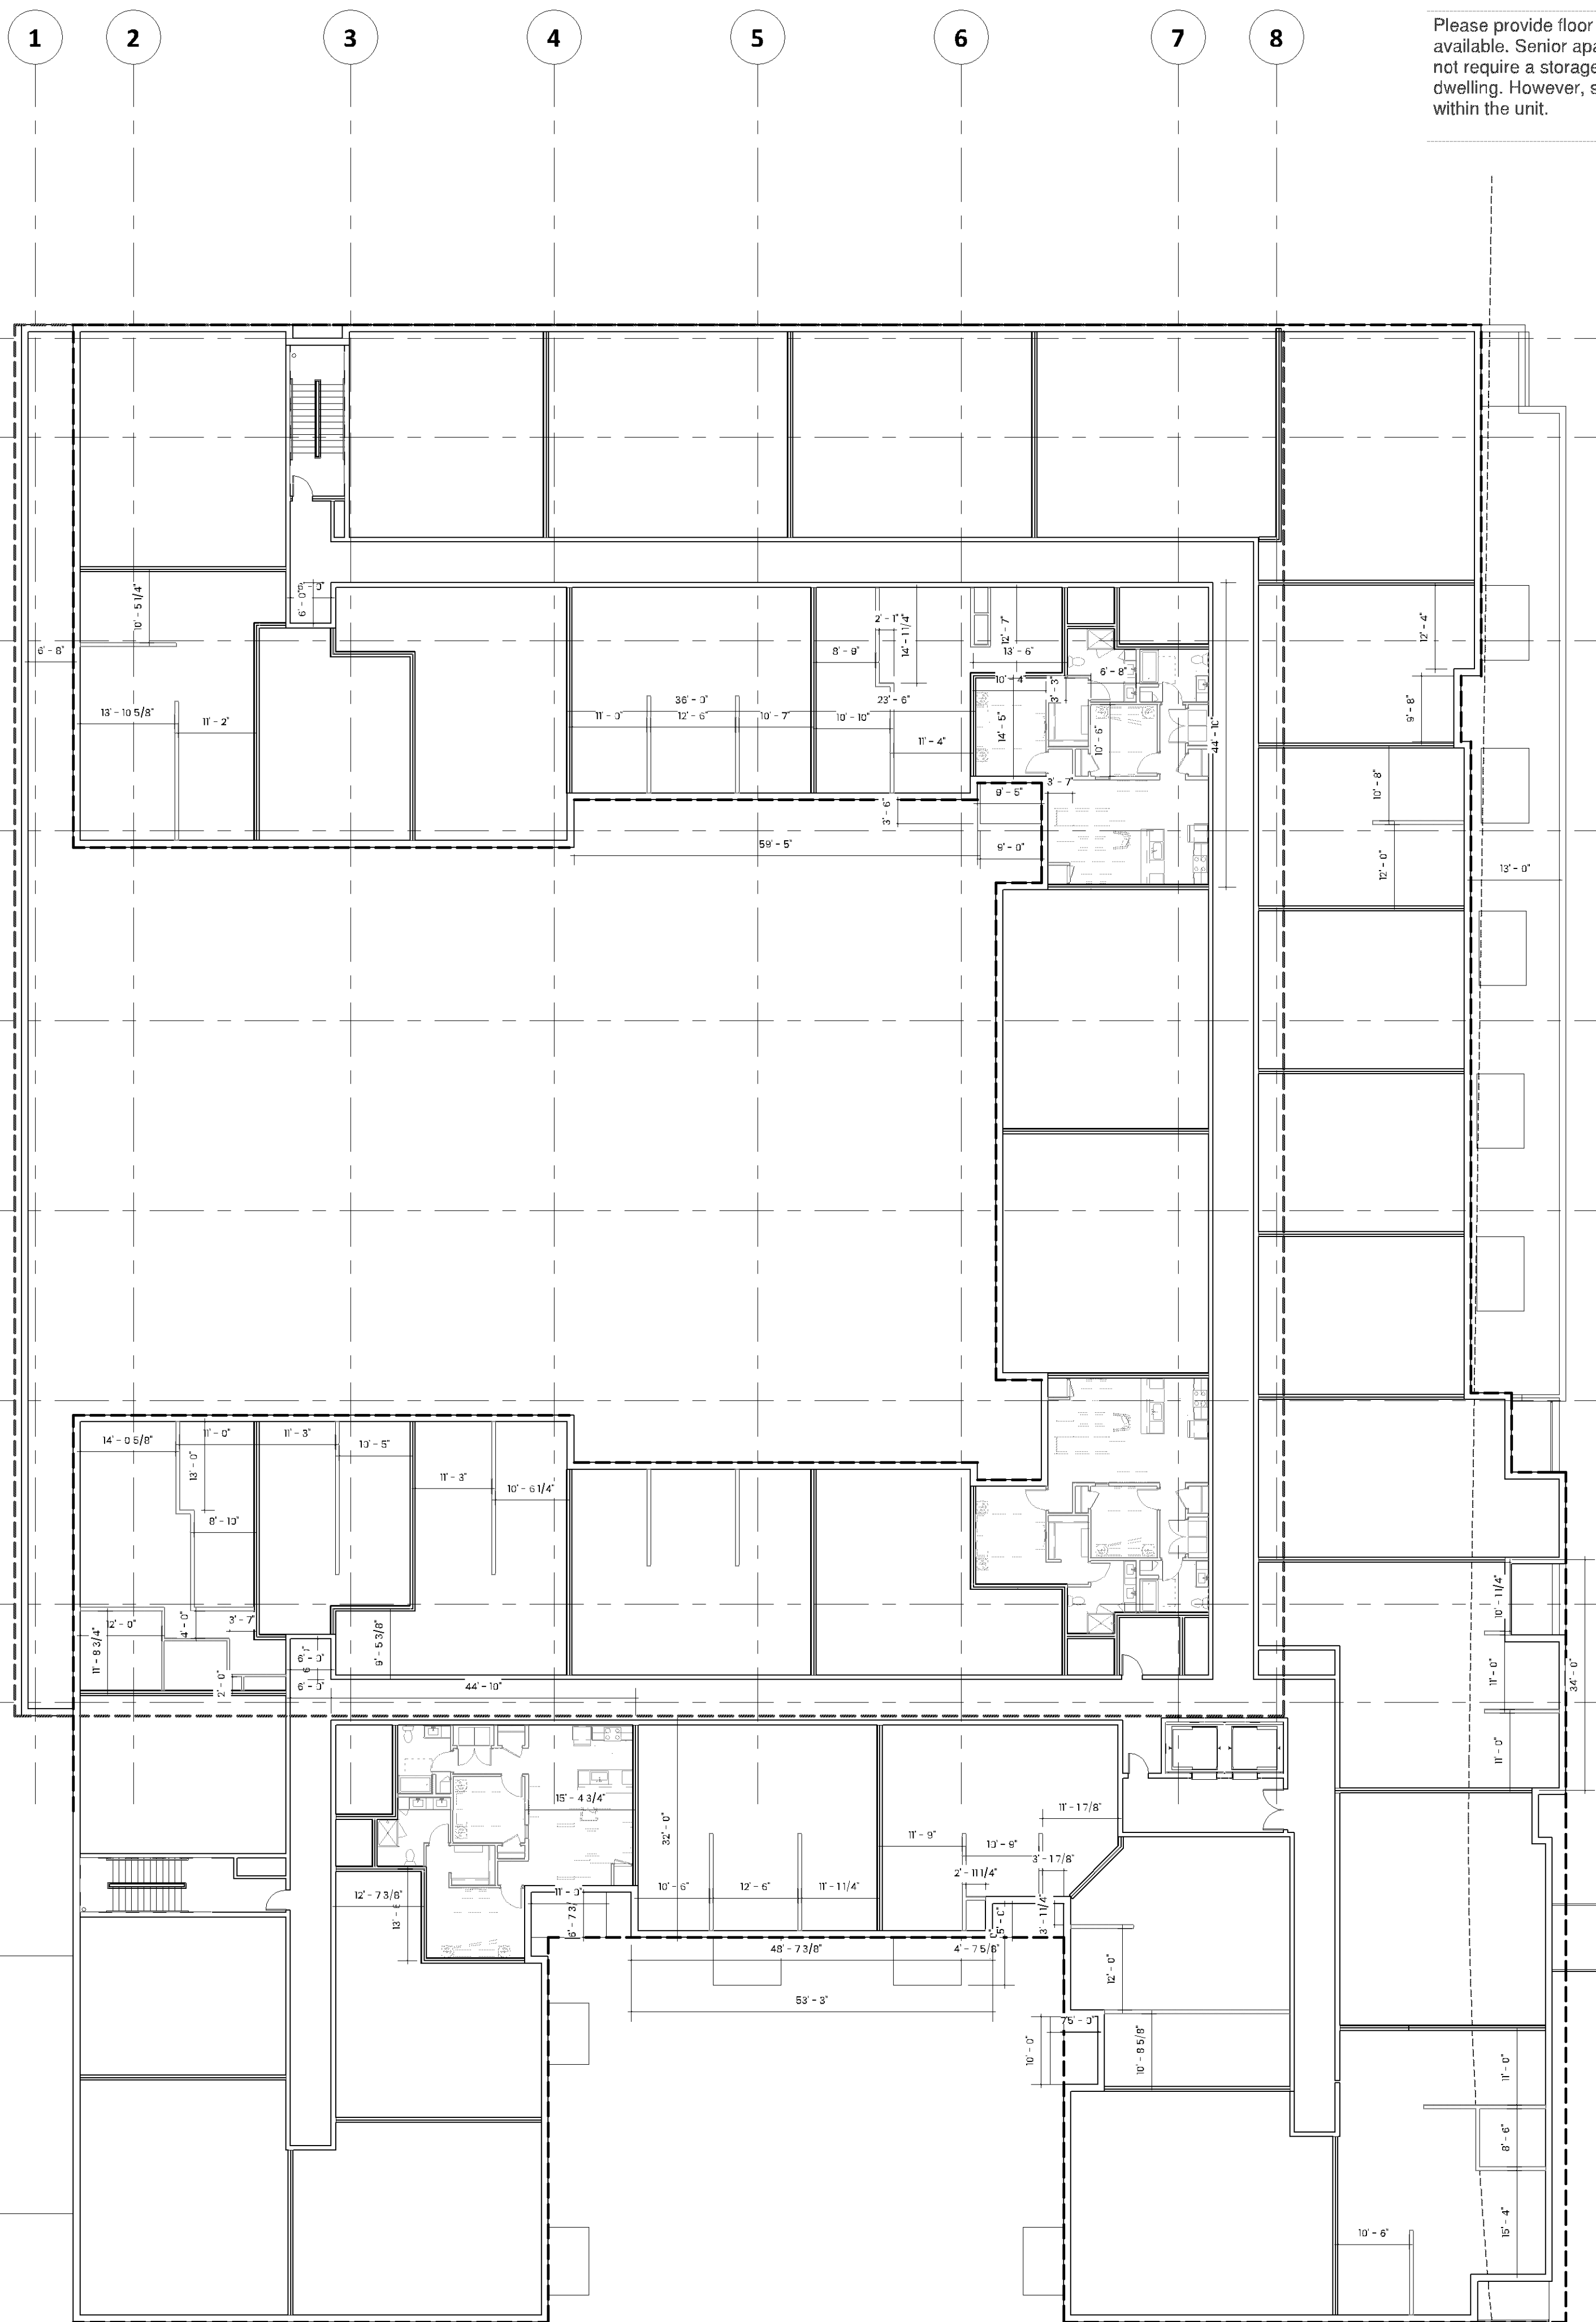 1 2 3 4 5 6 7 8
Please provide floor
available. Senior apa
not require a storage
dwelling. However, s
within the unit.
10' - 5 1/4"
6' - 0"
6' - 8"
13' - 10 5/8"
11' - 2"
2' - 1"
14' - 1 1/4"
12' - 7"
8' - 9"
13' - 6"
6' - 8"
10' - 4"
3' - 3"
36' - 0"
23' - 6"
11' - 0"
12' - 6"
10' - 7"
10' - 10"
11' - 4"
14' - 5"
10' - 6"
44' - 10"
3' - 7"
9' - 5"
3' - 6"
59' - 5"
9' - 0"
12' - 4"
9' - 8"
10' - 8"
12' - 0"
13' - 0"
14' - 0 5/8"
11' - 0"
11' - 3"
10' - 5"
13' - 0"
11' - 3"
10' - 6 1/4"
8' - 10"
12' - 0"
4' - 0"
3' - 7"
11' - 8 3/4"
9' - 5 3/8"
6' - 0"
6' - 0"
2' - 0"
44' - 10"
10' - 1 1/4"
11' - 0"
34' - 0"
11' - 0"
15' - 4 3/4"
32' - 0"
11' - 1 7/8"
11' - 9"
10' - 9"
3' - 1 7/8"
2' - 11 1/4"
12' - 7 3/8"
11' - 0"
10' - 6"
12' - 6"
11' - 1 1/4"
5' - 0"
3' - 1 1/4"
48' - 7 3/8"
4' - 7 5/8"
12' - 0"
53' - 3"
10' - 0"
10' - 8 5/8"
11' - 0"
8' - 6"
10' - 6"
15' - 4"